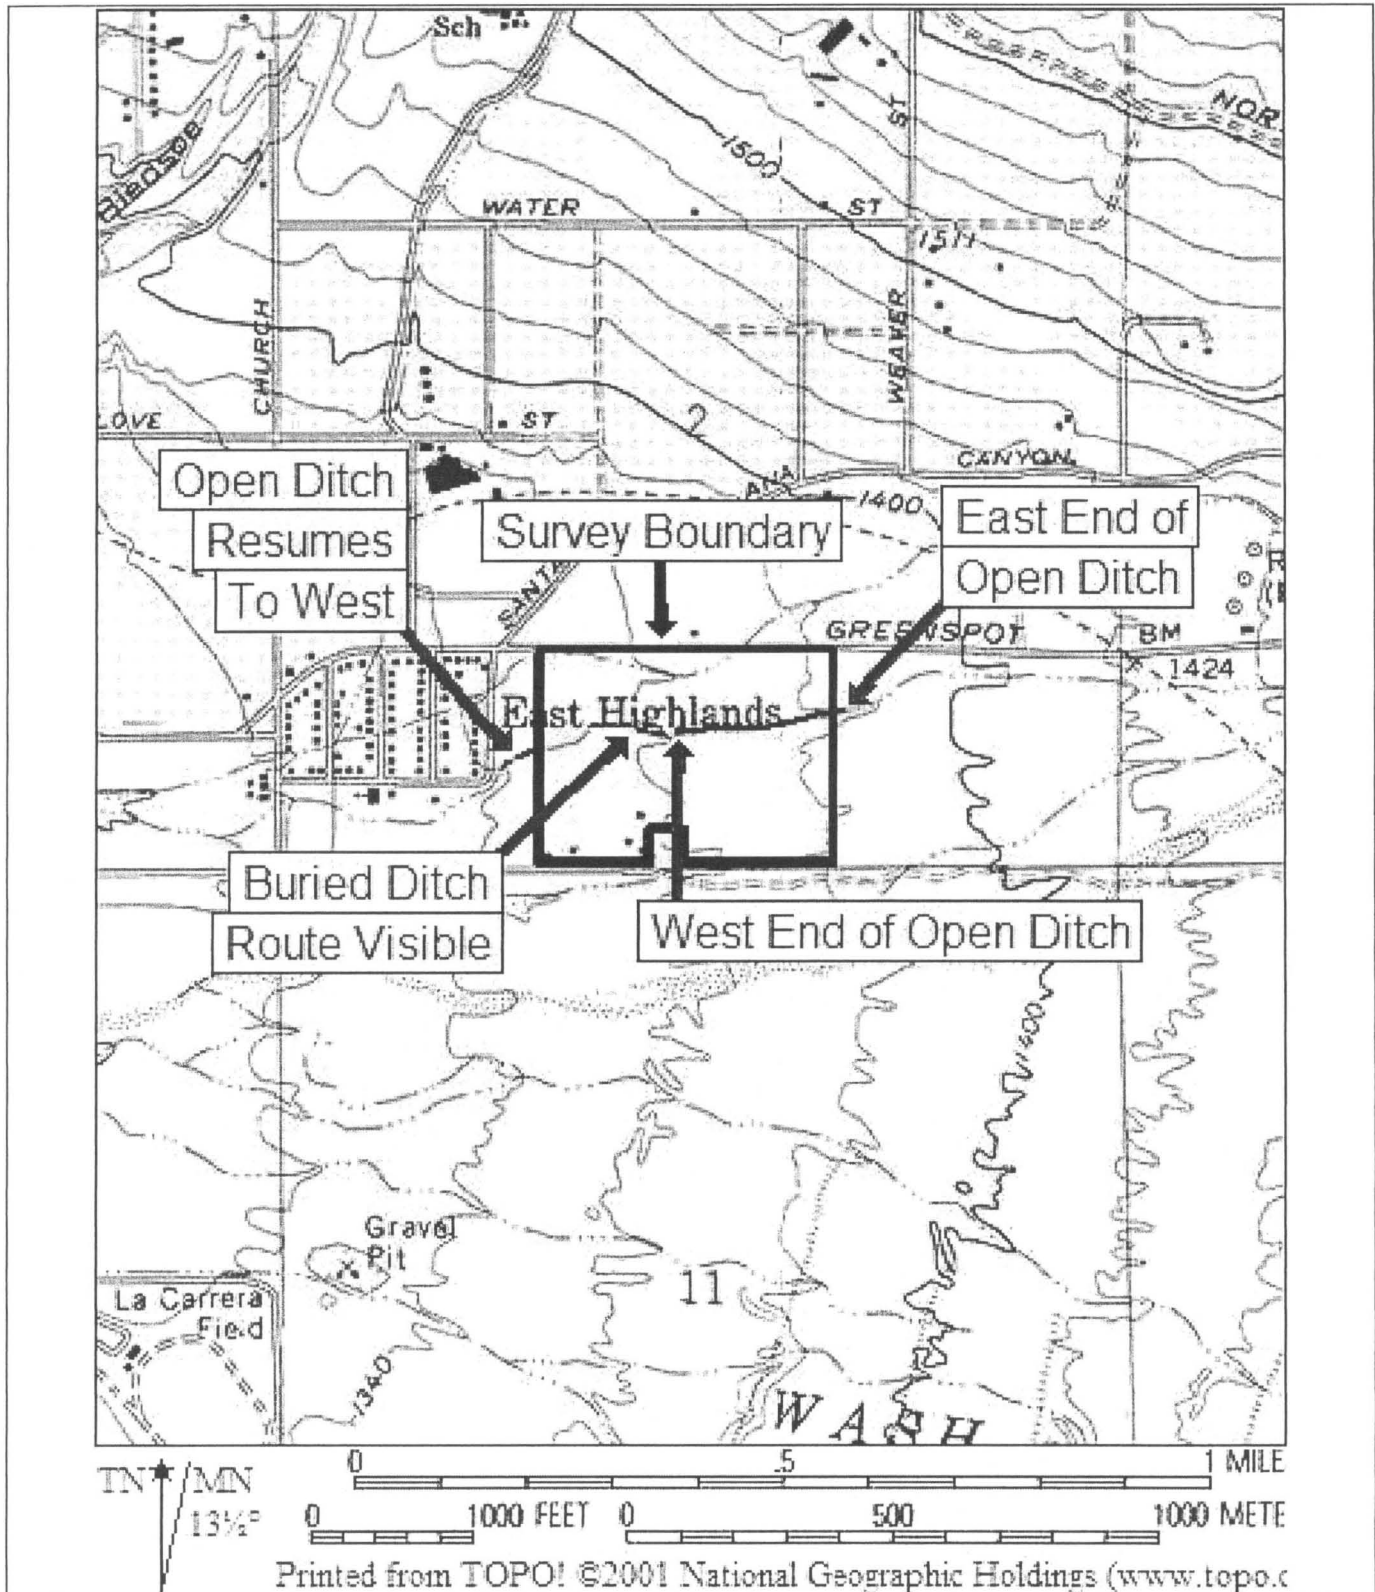 Sch
NOR
1500
ST
WATER ST
1511
CHURCH
WEAVER
LOVE ST
2
CANYON
ANA
1400
Open Ditch
Resumes
To West
Survey Boundary
East End of
Open Ditch
SANTA
GREENSPOT
BM
1424
East Highlands
Buried Ditch
Route Visible
West End of Open Ditch
1400
Gravel
Pit
11
La Carrera
Field
1340
WASH
TN MN
13½°
0 .5 1 MILE
0 1000 FEET 0 500 1000 METE
Printed from TOPO! ©2001 National Geographic Holdings (www.topo.c